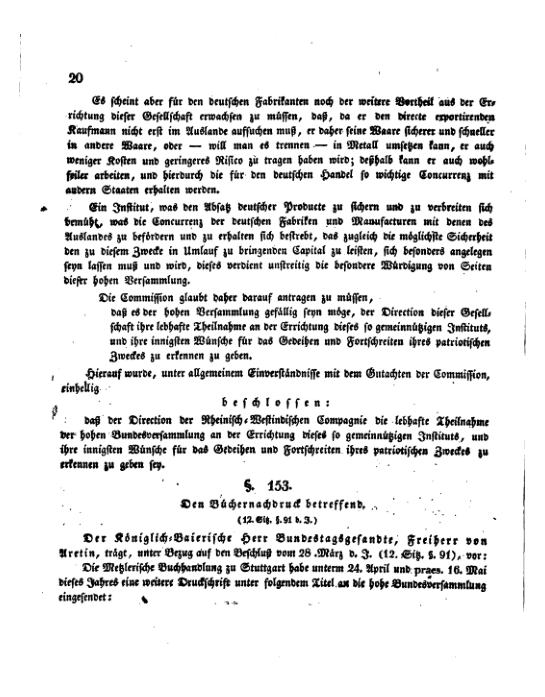 20
Es scheint aber für den deutschen Fabrikanten noch der weitere Vortheil aus der Er-
richtung dieser Gesellschaft erwachsen zu müssen, daß, da er den directe exportirenden
Kaufmann nicht erst im Auslande aufsuchen muß, er daher seine Waare sicherer und schneller
in andere Waare, oder — will man es trennen — in Metall umsetzen kann, er auch
weniger Kosten und geringeres Risico zu tragen haben wird; deßhalb kann er auch wohl-
feiler arbeiten, und hierdurch die für den deutschen Handel so wichtige Concurrenz mit
andern Staaten erhalten werden.
Ein Institut, was den Absatz deutscher Producte zu sichern und zu verbreiten sich
bemüht, was die Concurrenz der deutschen Fabriken und Manufacturen mit denen des
Auslandes zu befördern und zu erhalten sich bestrebt, das zugleich die möglichste Sicherheit
den zu diesem Zwecke in Umlauf zu bringenden Capital zu leisten, sich besonders angelegen
seyn lassen muß und wird, dieses verdient unstreitig die besondere Würdigung von Seiten
dieser hohen Versammlung.
Die Commission glaubt daher darauf antragen zu müssen,
daß es der hohen Versammlung gefällig seyn möge, der Direction dieser Gesell-
schaft ihre lebhafte Theilnahme an der Errichtung dieses so gemeinnützigen Instituts,
und ihre innigsten Wünsche für das Gedeihen und Fortschreiten ihres patriotischen
Zweckes zu erkennen zu geben.
Hierauf wurde, unter allgemeinem Einverständnisse mit dem Gutachten der Commission,
einhellig
beschlossen:
daß der Direction der Rheinisch-Westindischen Compagnie die lebhafte Theilnahme
der hohen Bundesversammlung an der Errichtung dieses so gemeinnützigen Instituts, und
ihre innigsten Wünsche für das Gedeihen und Fortschreiten ihres patriotischen Zweckes zu
erkennen zu geben sey.
§. 153.
Den Büchernachdruck betreffend.
(12. Sitz. §. 91 d. J.)
Der Königlich-Baierische Herr Bundestagsgesandte, Freiherr von
Aretin, trägt, unter Bezug auf den Beschluß vom 28. März d. J. (12. Sitz. §. 91), vor:
Die Metzlerische Buchhandlung zu Stuttgart habe unterm 24. April und praes. 16. Mai
dieses Jahres eine weitere Druckschrift unter folgendem Titel an die hohe Bundesversammlung
eingesendet: